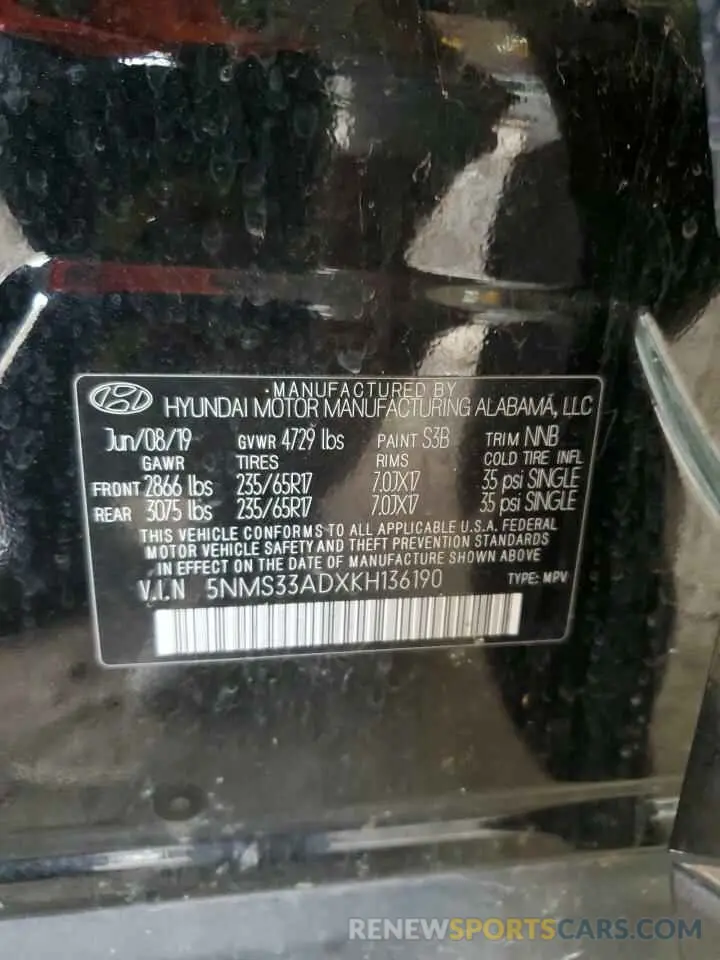 MANUFACTURED BY
HYUNDAI MOTOR MANUFACTURING ALABAMA, LLC
Jun/08/19 GVWR 4729 lbs PAINT S3B TRIM NNB
GAWR TIRES RIMS COLD TIRE INFL
FRONT 2866 lbs 235/65R17 7.0JX17 35 psi SINGLE
REAR 3075 lbs 235/65R17 7.0JX17 35 psi SINGLE
THIS VEHICLE CONFORMS TO ALL APPLICABLE U.S.A. FEDERAL
MOTOR VEHICLE SAFETY AND THEFT PREVENTION STANDARDS
IN EFFECT ON THE DATE OF MANUFACTURE SHOWN ABOVE
V.I.N 5NMS33ADXKH136190 TYPE: MPV
RENEWSPORTSCARS.COM